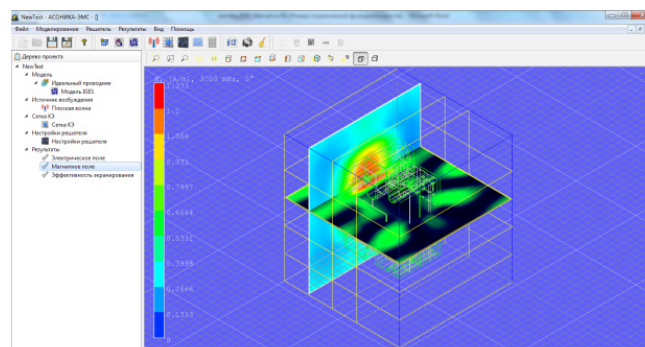 NewTest - АСОНИКА-ЭМС - []
Файл Моделирование Решатель Результаты Вид Помощь
Дерево проекта
NewTest
Модель
Идеальный проводник
Модель IGES
Источник возбуждения
Плоская волна
Сетка КЭ
Сетка КЭ
Настройки решателя
Настройки решателя
Результаты
Электрическое поле
Магнитное поле
Эффективность экранирования
[A/m], 3000 MHz, 0°
1.333
1.2
1.066
0.933
0.7997
0.6664
0.5331
0.3998
0.2666
0.1333
0